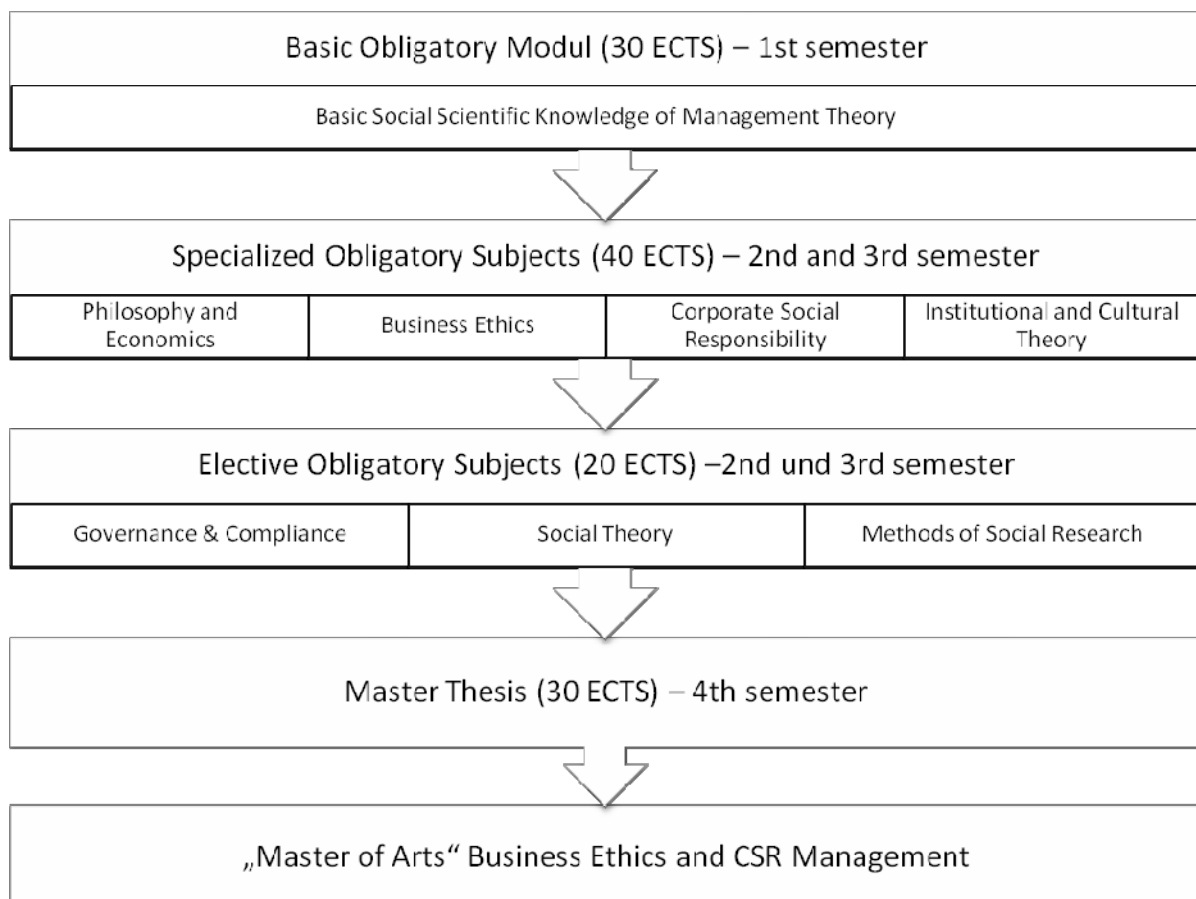 Basic Obligatory Modul (30 ECTS) – 1st semester
Basic Social Scientific Knowledge of Management Theory
Specialized Obligatory Subjects (40 ECTS) – 2nd and 3rd semester
Philosophy and
Economics
Business Ethics
Corporate Social
Responsibility
Institutional and Cultural
Theory
Elective Obligatory Subjects (20 ECTS) –2nd und 3rd semester
Governance & Compliance
Social Theory
Methods of Social Research
Master Thesis (30 ECTS) – 4th semester
„Master of Arts“ Business Ethics and CSR Management